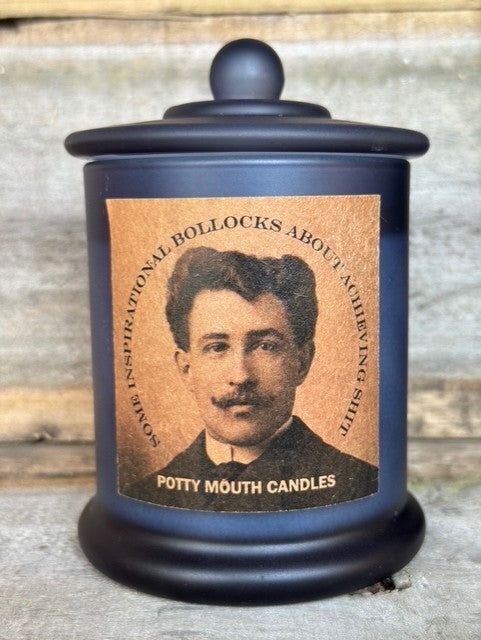 SOME INSPIRATIONAL BOLLOCKS ABOUT ACHIEVING SHIT
POTTY MOUTH CANDLES